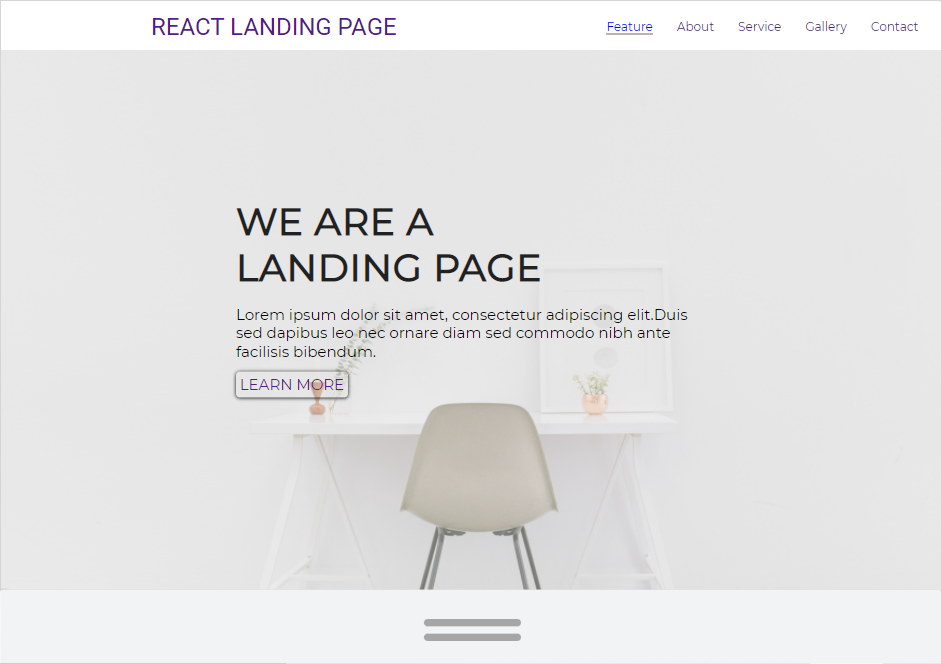 REACT LANDING PAGE
Feature About Service Gallery Contact
WE ARE A
LANDING PAGE
Lorem ipsum dolor sit amet, consectetur adipiscing elit.Duis
sed dapibus leo nec ornare diam sed commodo nibh ante
facilisis bibendum.
LEARN MORE